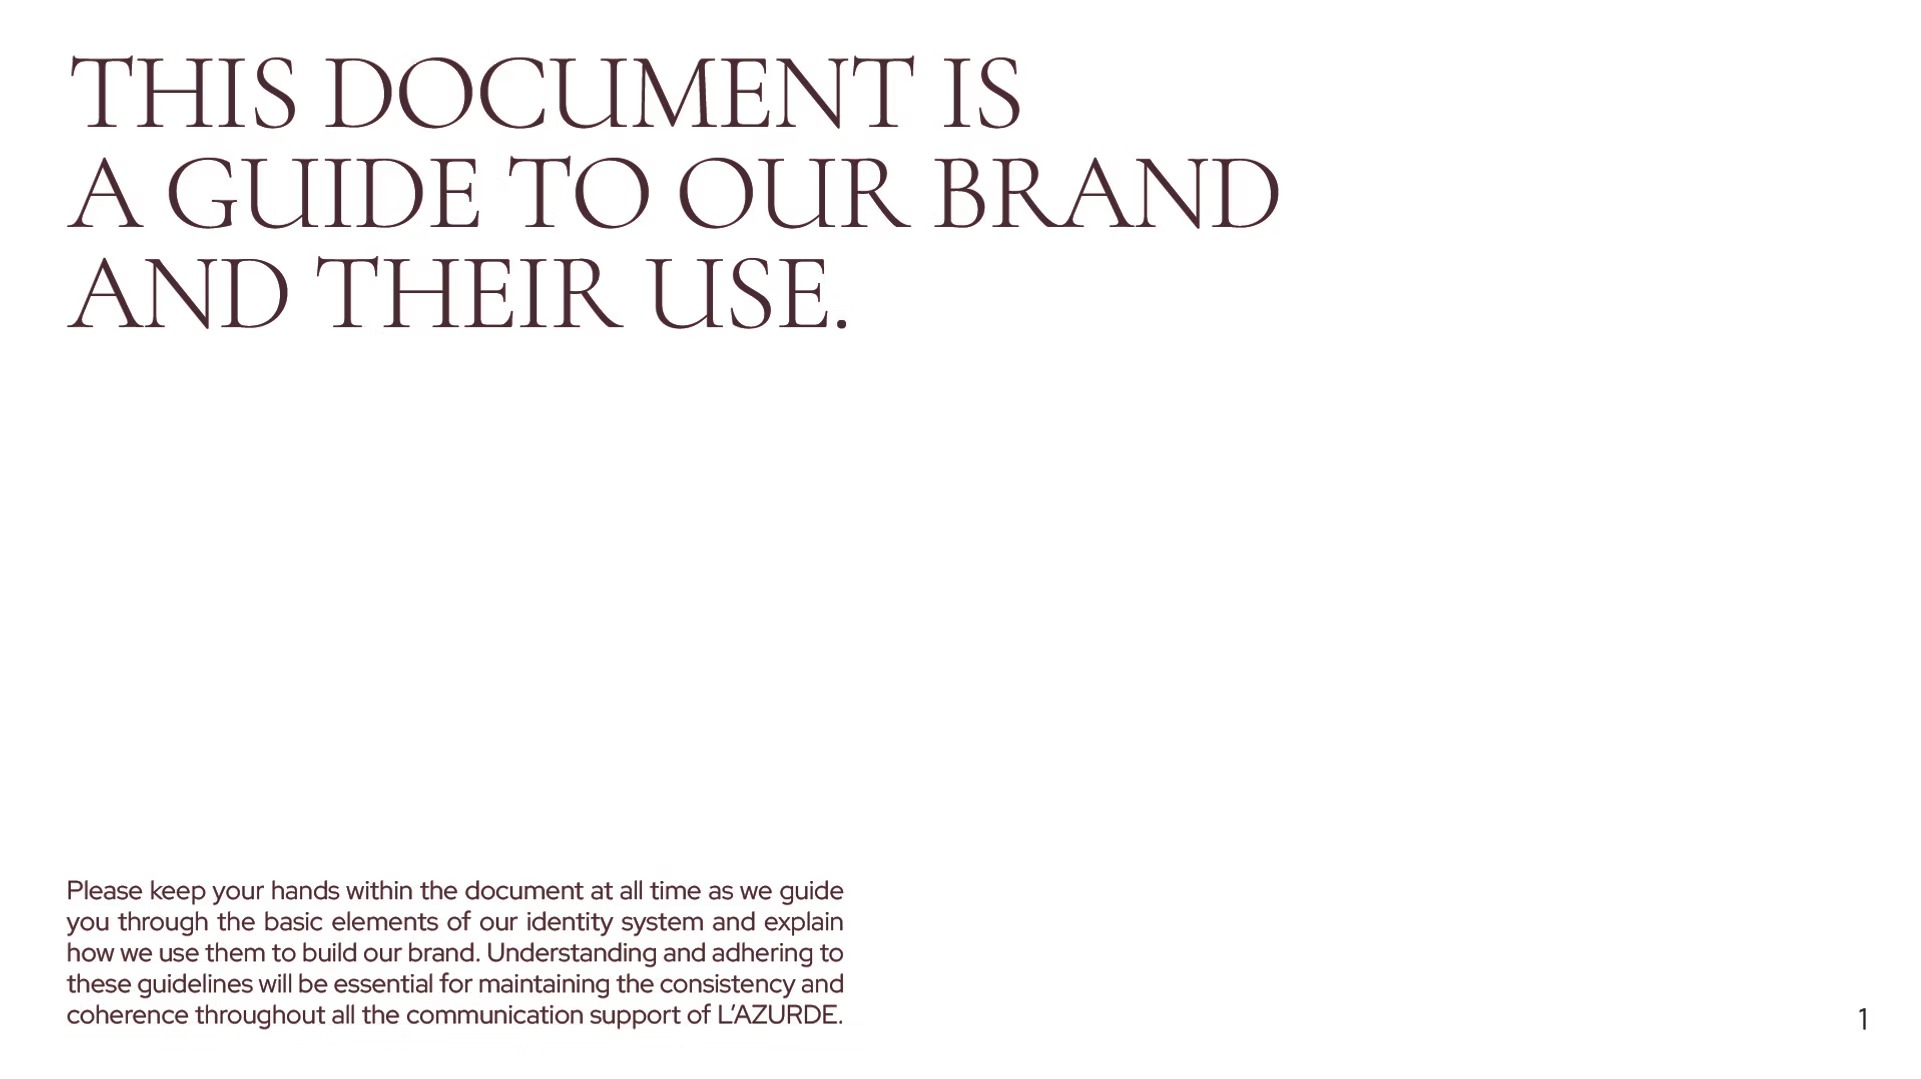 THIS DOCUMENT IS
A GUIDE TO OUR BRAND
AND THEIR USE.
Please keep your hands within the document at all time as we guide
you through the basic elements of our identity system and explain
how we use them to build our brand. Understanding and adhering to
these guidelines will be essential for maintaining the consistency and
coherence throughout all the communication support of L’AZURDE.
1